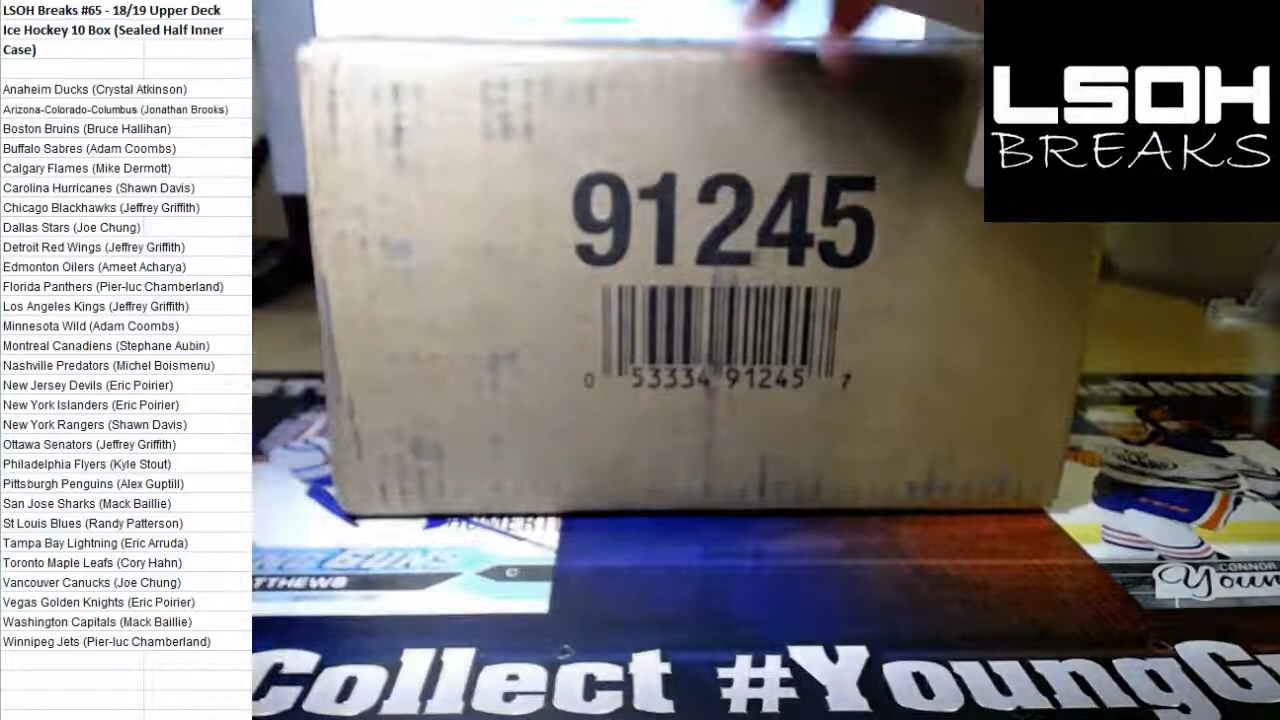 LSOH Breaks #65 - 18/19 Upper Deck
Ice Hockey 10 Box (Sealed Half Inner
Case)
Anaheim Ducks (Crystal Atkinson)
Arizona-Colorado-Columbus (Jonathan Brooks)
Boston Bruins (Bruce Hallihan)
Buffalo Sabres (Adam Coombs)
Calgary Flames (Mike Dermott)
Carolina Hurricanes (Shawn Davis)
Chicago Blackhawks (Jeffrey Griffith)
Dallas Stars (Joe Chung)
Detroit Red Wings (Jeffrey Griffith)
Edmonton Oilers (Ameet Acharya)
Florida Panthers (Pier-luc Chamberland)
Los Angeles Kings (Jeffrey Griffith)
Minnesota Wild (Adam Coombs)
Montreal Canadiens (Stephane Aubin)
Nashville Predators (Michel Boismenu)
New Jersey Devils (Eric Poirier)
New York Islanders (Eric Poirier)
New York Rangers (Shawn Davis)
Ottawa Senators (Jeffrey Griffith)
Philadelphia Flyers (Kyle Stout)
Pittsburgh Penguins (Alex Guptill)
San Jose Sharks (Mack Baillie)
St Louis Blues (Randy Patterson)
Tampa Bay Lightning (Eric Arruda)
Toronto Maple Leafs (Cory Hahn)
Vancouver Canucks (Joe Chung)
Vegas Golden Knights (Eric Poirier)
Washington Capitals (Mack Baillie)
Winnipeg Jets (Pier-luc Chamberland)
LSOH
BREAKS
91245
0 53334 91245 7
GUNS
TTHEWS C
CONNOR
Youn
Collect #YoungG